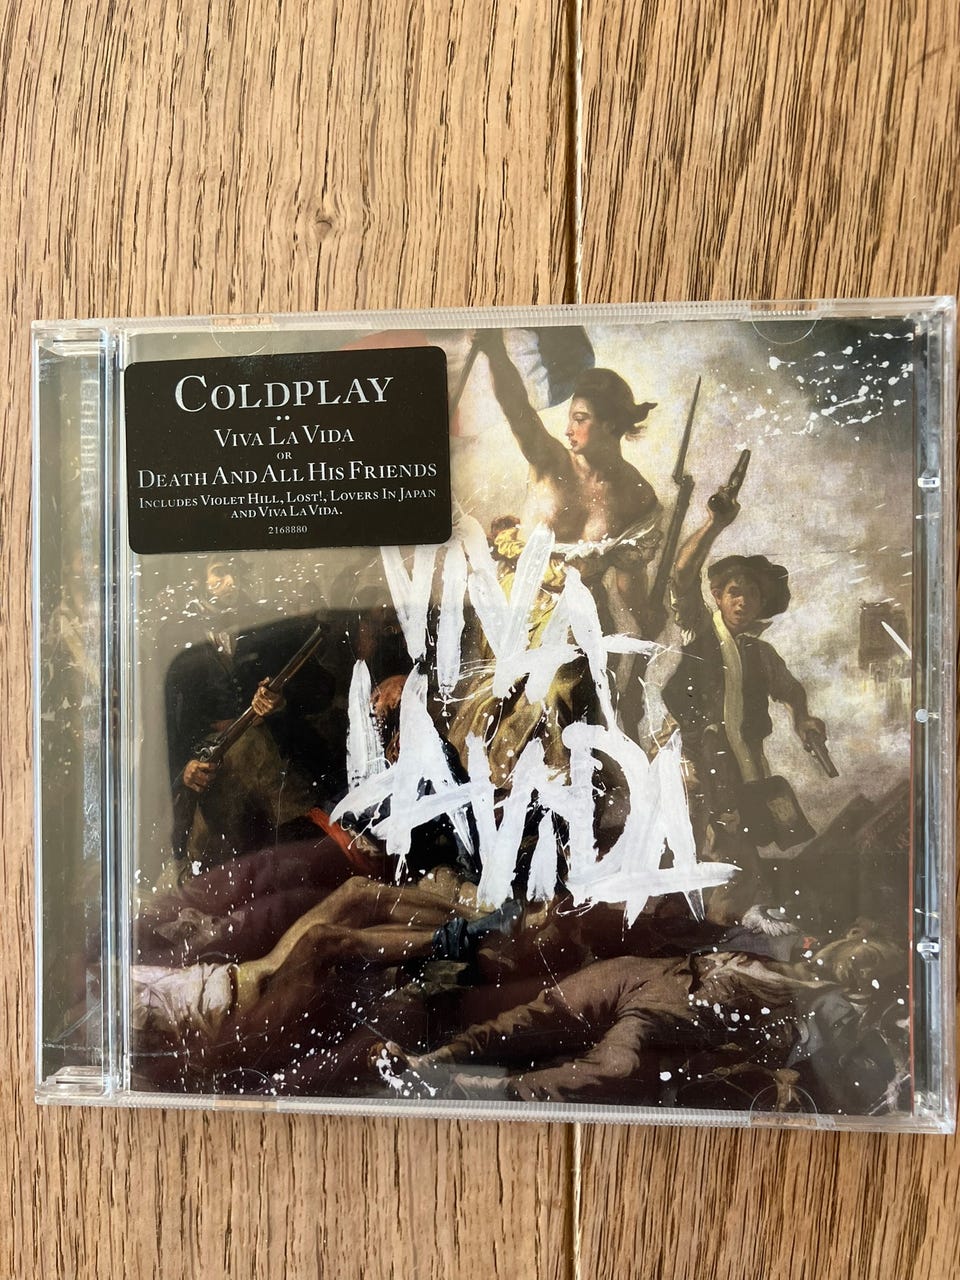 COLDPLAY
VIVA LA VIDA
OR
DEATH AND ALL HIS FRIENDS
INCLUDES VIOLET HILL, LOST!, LOVERS IN JAPAN
AND VIVA LA VIDA.
2168880
VIVA
LA VIDA
COLDPLAY